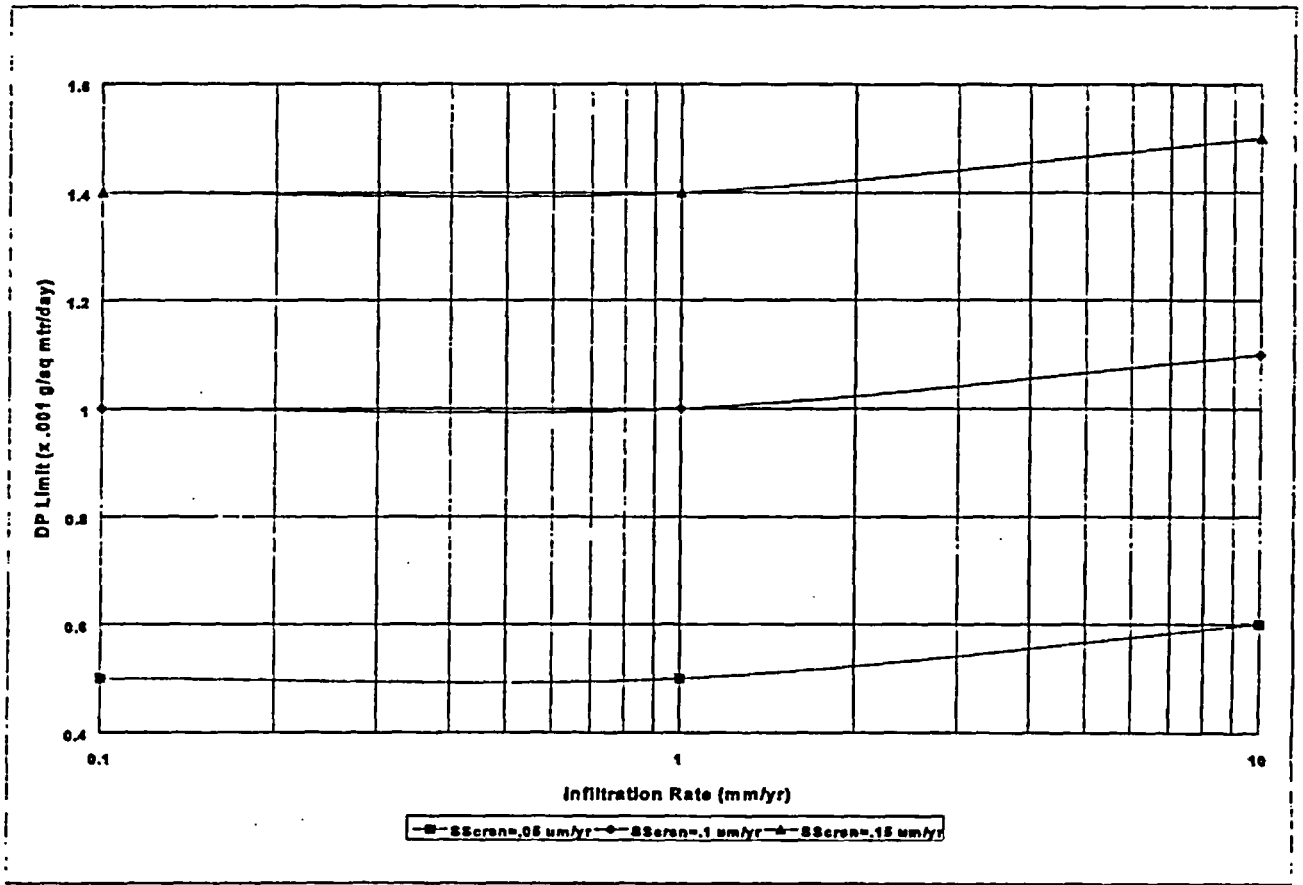 1.6
1.4
1.2
1
0.8
0.6
0.4
DP Limit (x .001 g/sq mtr/day)
0.1 1 10
Infiltration Rate (mm/yr)
SScrsn=.05 um/yr SScrsn=.1 um/yr SScrsn=.15 um/yr